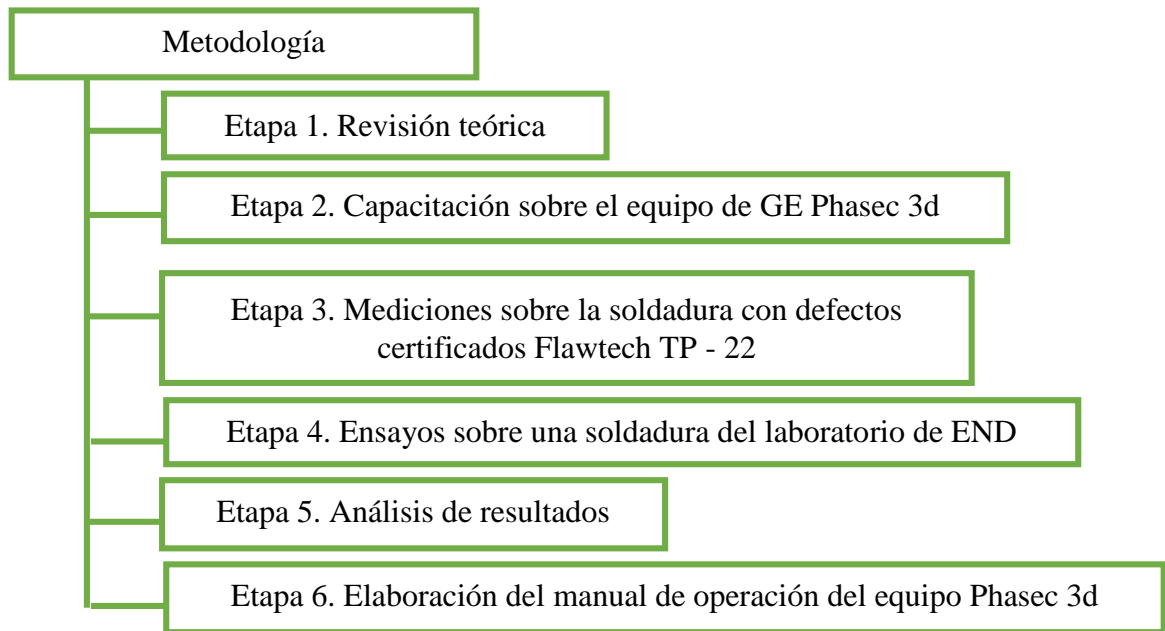 Metodología
Etapa 1. Revisión teórica
Etapa 2. Capacitación sobre el equipo de GE Phasec 3d
Etapa 3. Mediciones sobre la soldadura con defectos
certificados Flawtech TP - 22
Etapa 4. Ensayos sobre una soldadura del laboratorio de END
Etapa 5. Análisis de resultados
Etapa 6. Elaboración del manual de operación del equipo Phasec 3d